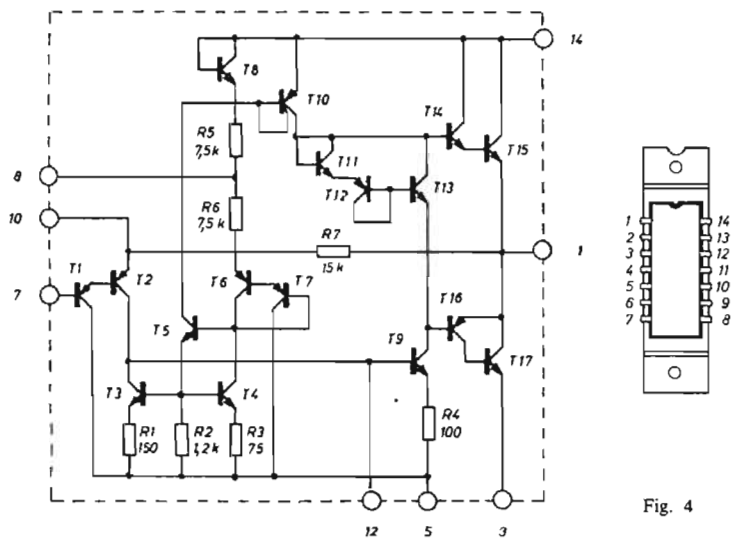 14
T8
T10
T14
R5
7,5k
T11
T15
8
T12
T13
R6
7,5k
10
R7
15k
1
T1
T2
T6
T7
7
T5
T16
T9
T17
T3
T4
R1
150
R2
1,2k
R3
75
R4
100
12
5
3
1
14
2
13
3
12
4
11
5
10
6
9
7
8
Fig. 4